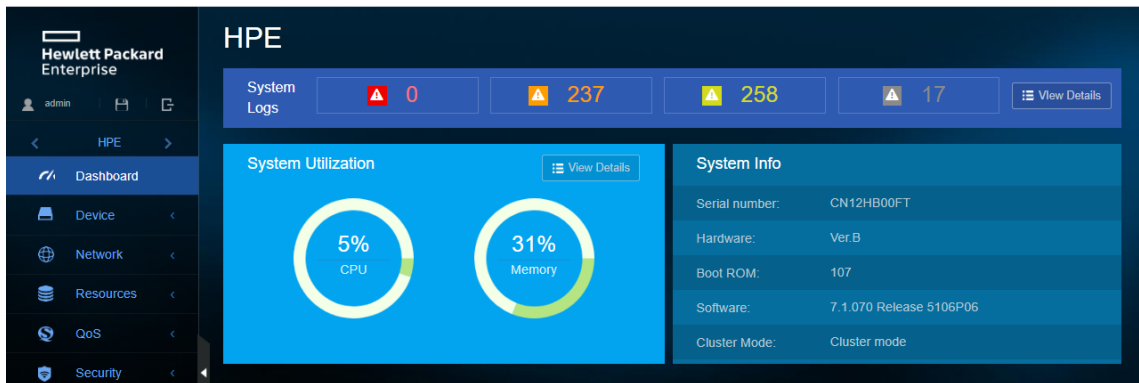 Hewlett Packard
Enterprise
admin
HPE
Dashboard
Device
Network
Resources
QoS
Security
HPE
System
Logs
0
237
258
17
VIew Details
System Utilization
View Details
5%
CPU
31%
Memory
System Info
Serial number: CN12HB00FT
Hardware: Ver.B
Boot ROM: 107
Software: 7.1.070 Release 5106P06
Cluster Mode: Cluster mode